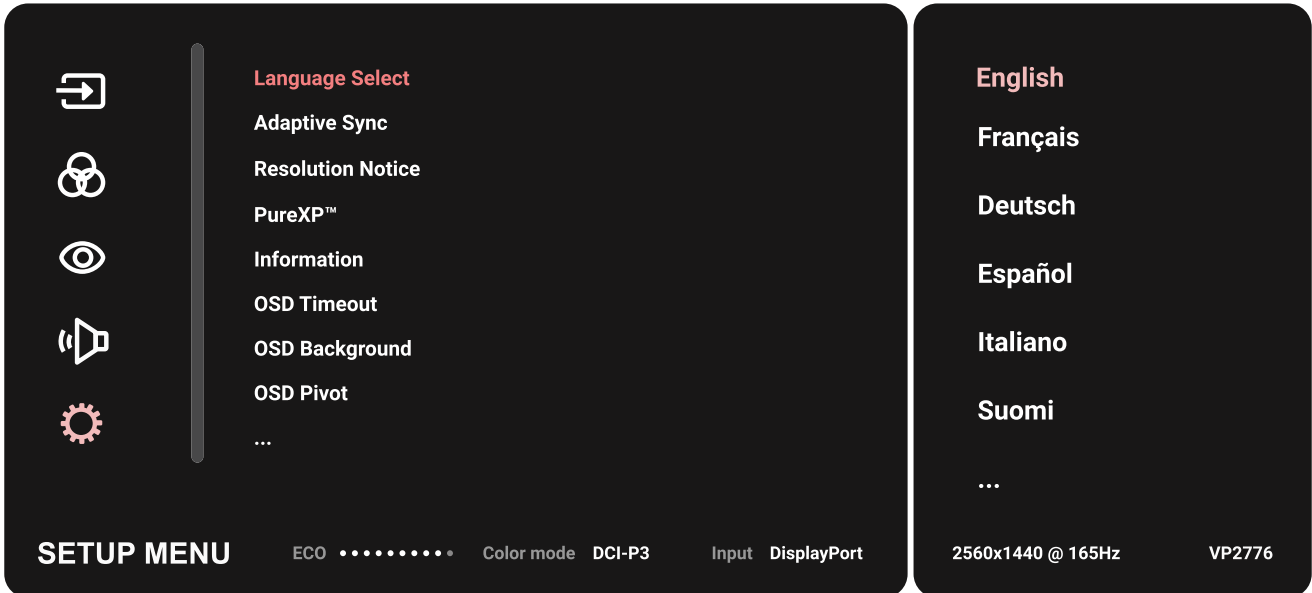 Language Select
Adaptive Sync
Resolution Notice
PureXP™
Information
OSD Timeout
OSD Background
OSD Pivot
...
English
Français
Deutsch
Español
Italiano
Suomi
...
SETUP MENU ECO Color mode DCI-P3 Input DisplayPort 2560x1440 @ 165Hz VP2776